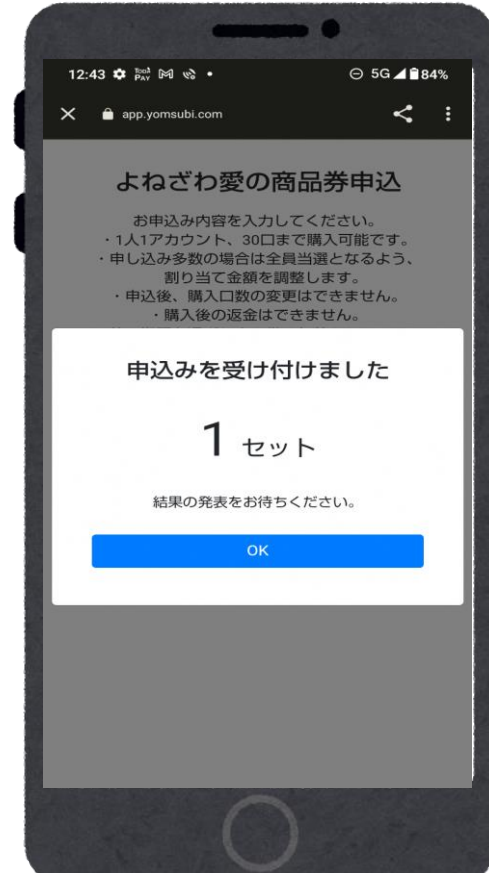 12:43 TooA PAY 5G 84%
app.yomsubi.com
よねざわ愛の商品券申込
お申込み内容を入力してください。
・1人1アカウント、30口まで購入可能です。
・申し込み多数の場合は全員当選となるよう、
割り当て金額を調整します。
・申込後、購入口数の変更はできません。
・購入後の返金はできません。
申込みを受け付けました
1 セット
結果の発表をお待ちください。
OK